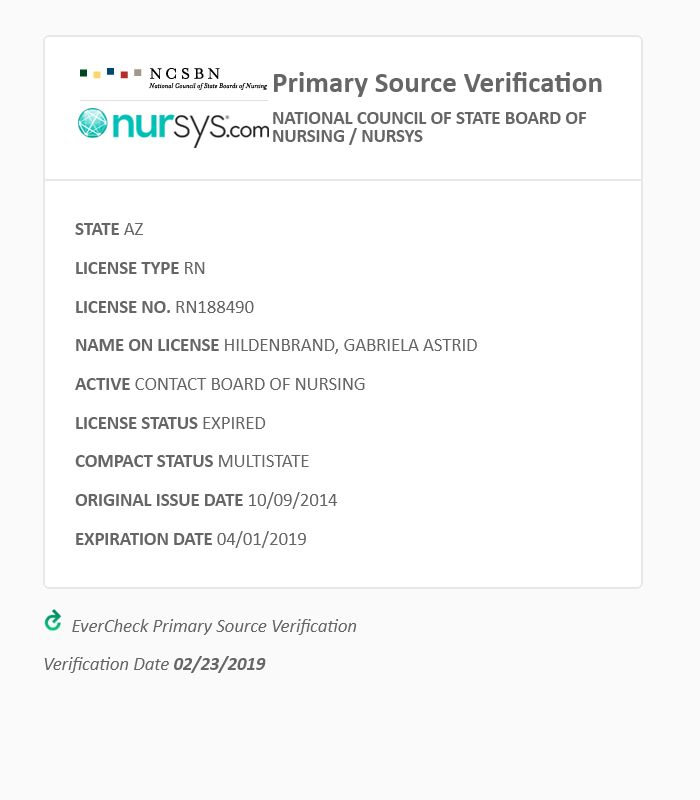 NCSBN
National Council of State Boards of Nursing
nursys.com
Primary Source Verification
NATIONAL COUNCIL OF STATE BOARD OF
NURSING / NURSYS
STATE AZ
LICENSE TYPE RN
LICENSE NO. RN188490
NAME ON LICENSE HILDENBRAND, GABRIELA ASTRID
ACTIVE CONTACT BOARD OF NURSING
LICENSE STATUS EXPIRED
COMPACT STATUS MULTISTATE
ORIGINAL ISSUE DATE 10/09/2014
EXPIRATION DATE 04/01/2019
EverCheck Primary Source Verification
Verification Date 02/23/2019